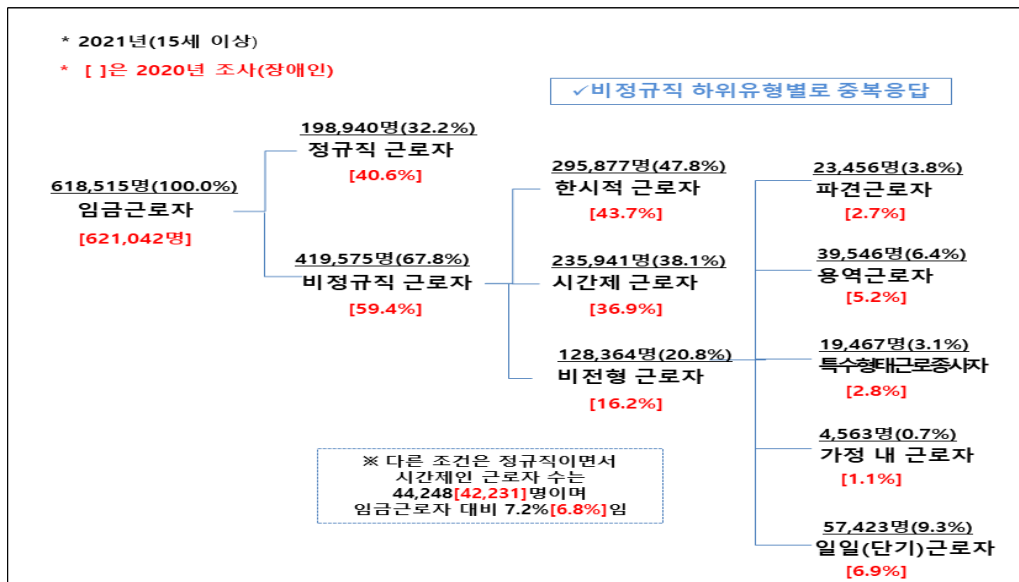 * 2021년(15세 이상)
* [ ]은 2020년 조사(장애인)
✓비정규직 하위유형별로 중복응답
618,515명(100.0%)
임금근로자
[621,042명]
198,940명(32.2%)
정규직 근로자
[40.6%]
419,575명(67.8%)
비정규직 근로자
[59.4%]
295,877명(47.8%)
한시적 근로자
[43.7%]
235,941명(38.1%)
시간제 근로자
[36.9%]
128,364명(20.8%)
비전형 근로자
[16.2%]
23,456명(3.8%)
파견근로자
[2.7%]
39,546명(6.4%)
용역근로자
[5.2%]
19,467명(3.1%)
특수형태근로종사자
[2.8%]
4,563명(0.7%)
가정 내 근로자
[1.1%]
57,423명(9.3%)
일일(단기)근로자
[6.9%]
※ 다른 조건은 정규직이면서
시간제인 근로자 수는
44,248[42,231]명이며
임금근로자 대비 7.2%[6.8%]임